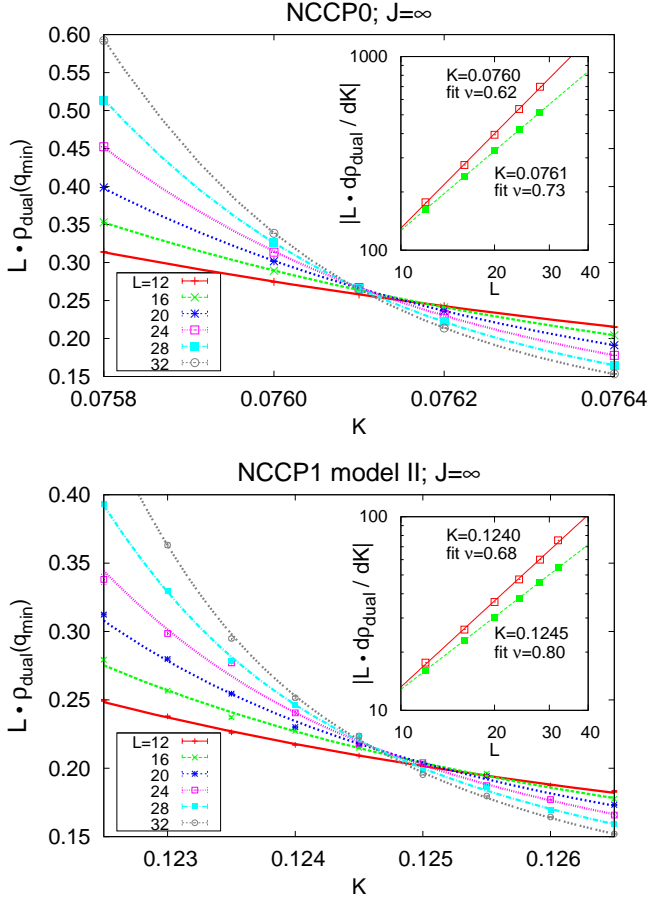 NCCP0; J=∞
L • ρdual(qmin)
0.60
0.55
0.50
0.45
0.40
0.35
0.30
0.25
0.20
0.15
L=12
16
20
24
28
32
0.0758
0.0760
0.0762
0.0764
K
|L • dρdual / dK|
1000
100
K=0.0760
fit ν=0.62
K=0.0761
fit ν=0.73
10
20
30
40
L
NCCP1 model II; J=∞
L • ρdual(qmin)
0.40
0.35
0.30
0.25
0.20
0.15
L=12
16
20
24
28
32
0.123
0.124
0.125
0.126
K
|L • dρdual / dK|
100
10
K=0.1240
fit ν=0.68
K=0.1245
fit ν=0.80
10
20
30
40
L